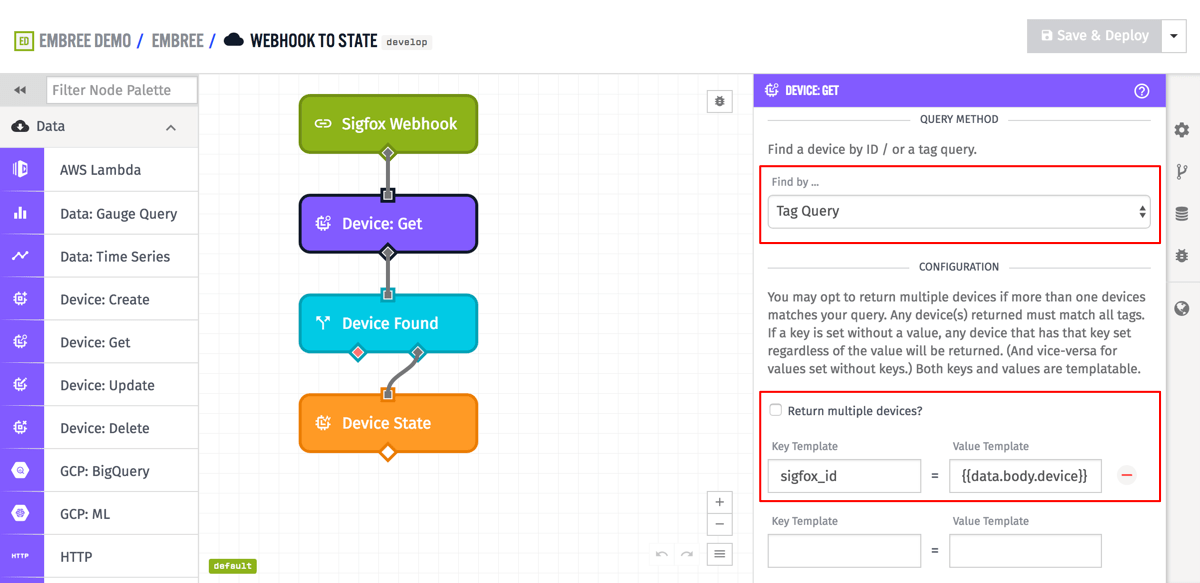 ED EMBREE DEMO / EMBREE / WEBHOOK TO STATE develop
Save & Deploy
Filter Node Palette
Data
AWS Lambda
Data: Gauge Query
Data: Time Series
Device: Create
Device: Get
Device: Update
Device: Delete
GCP: BigQuery
GCP: ML
HTTP HTTP
Sigfox Webhook
Device: Get
Device Found
Device State
default
DEVICE: GET
QUERY METHOD
Find a device by ID / or a tag query.
Find by ...
Tag Query
CONFIGURATION
You may opt to return multiple devices if more than one devices
matches your query. Any device(s) returned must match all tags.
If a key is set without a value, any device that has that key set
regardless of the value will be returned. (And vice-versa for
values set without keys.) Both keys and values are templatable.
Return multiple devices?
Key Template Value Template
sigfox_id = {{data.body.device}}
Key Template Value Template
=